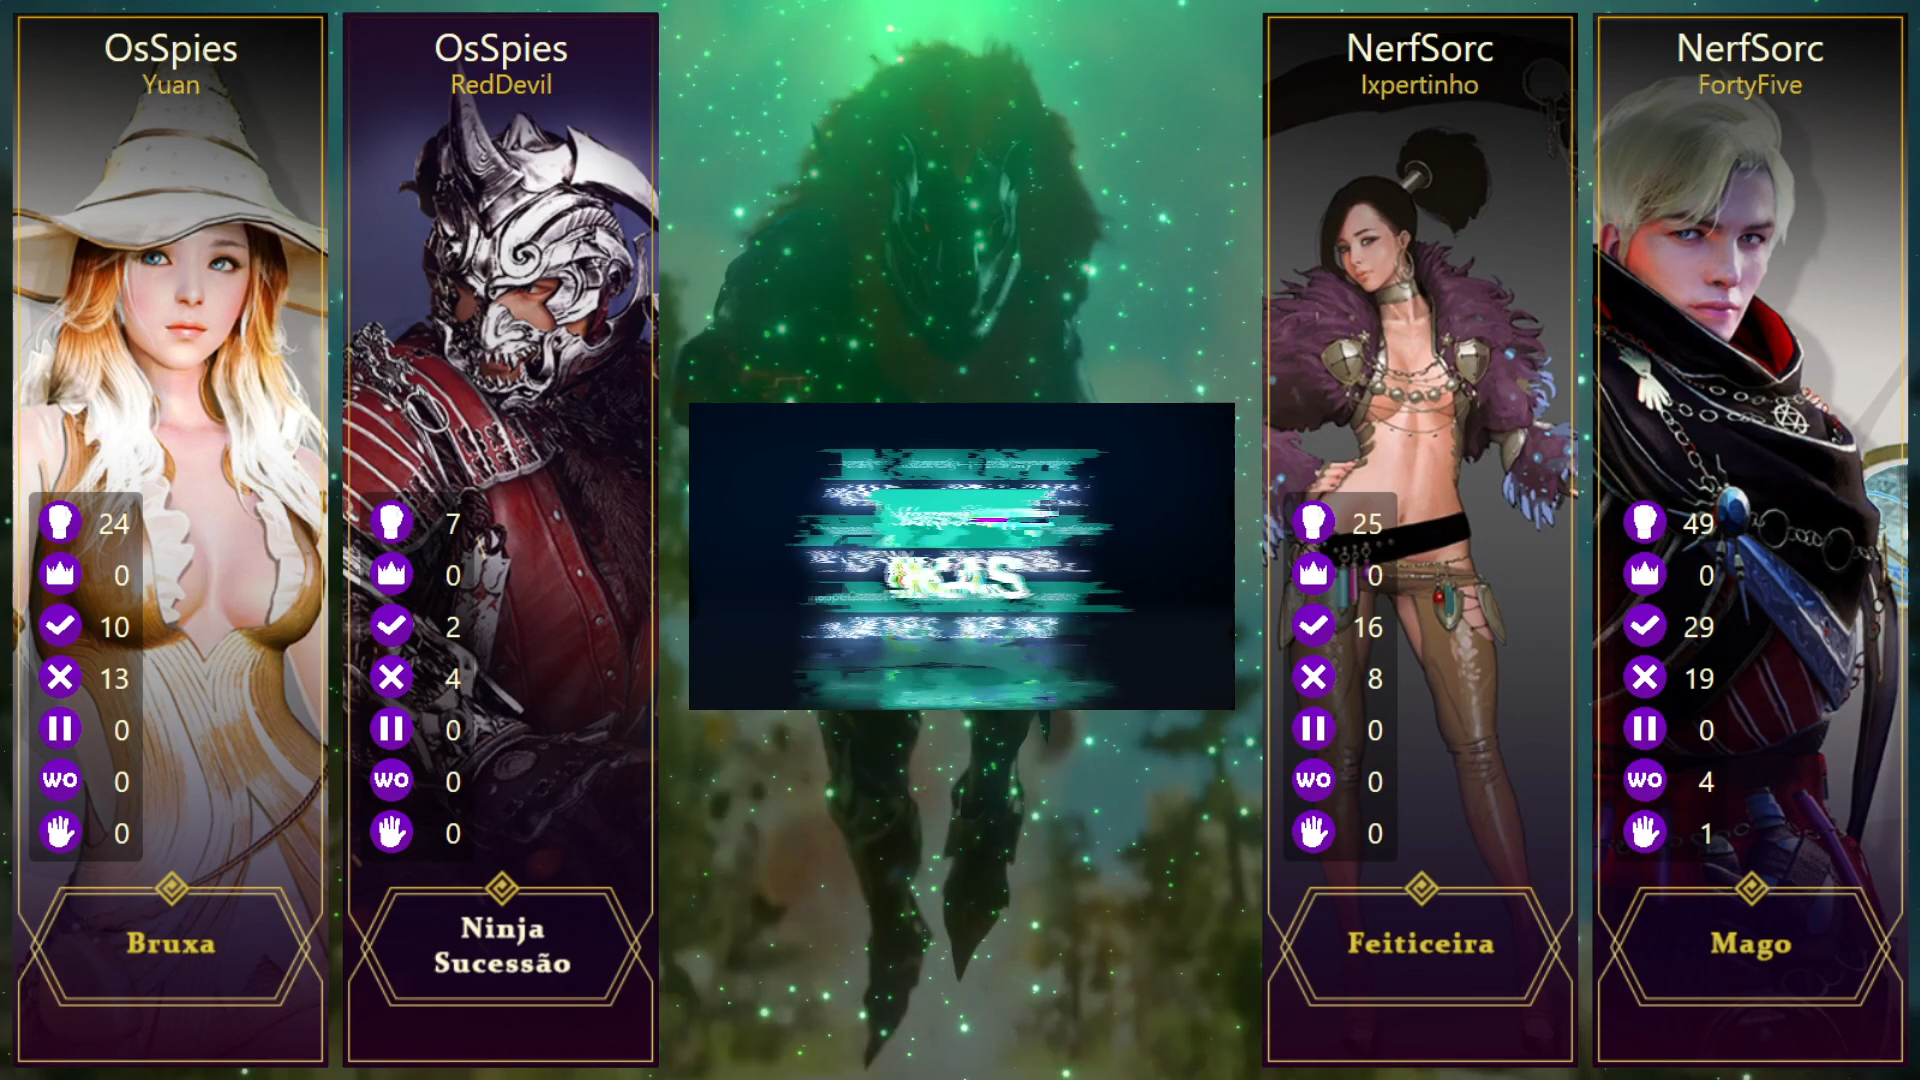 OsSpies
Yuan
24
0
10
13
0
WO 0
0
Bruxa
OsSpies
RedDevil
7
0
2
4
0
WO 0
0
Ninja
Sucessão
NerfSorc
Ixpertinho
25
0
16
8
0
WO 0
0
Feiticeira
NerfSorc
FortyFive
49
0
29
19
0
WO 4
1
Mago